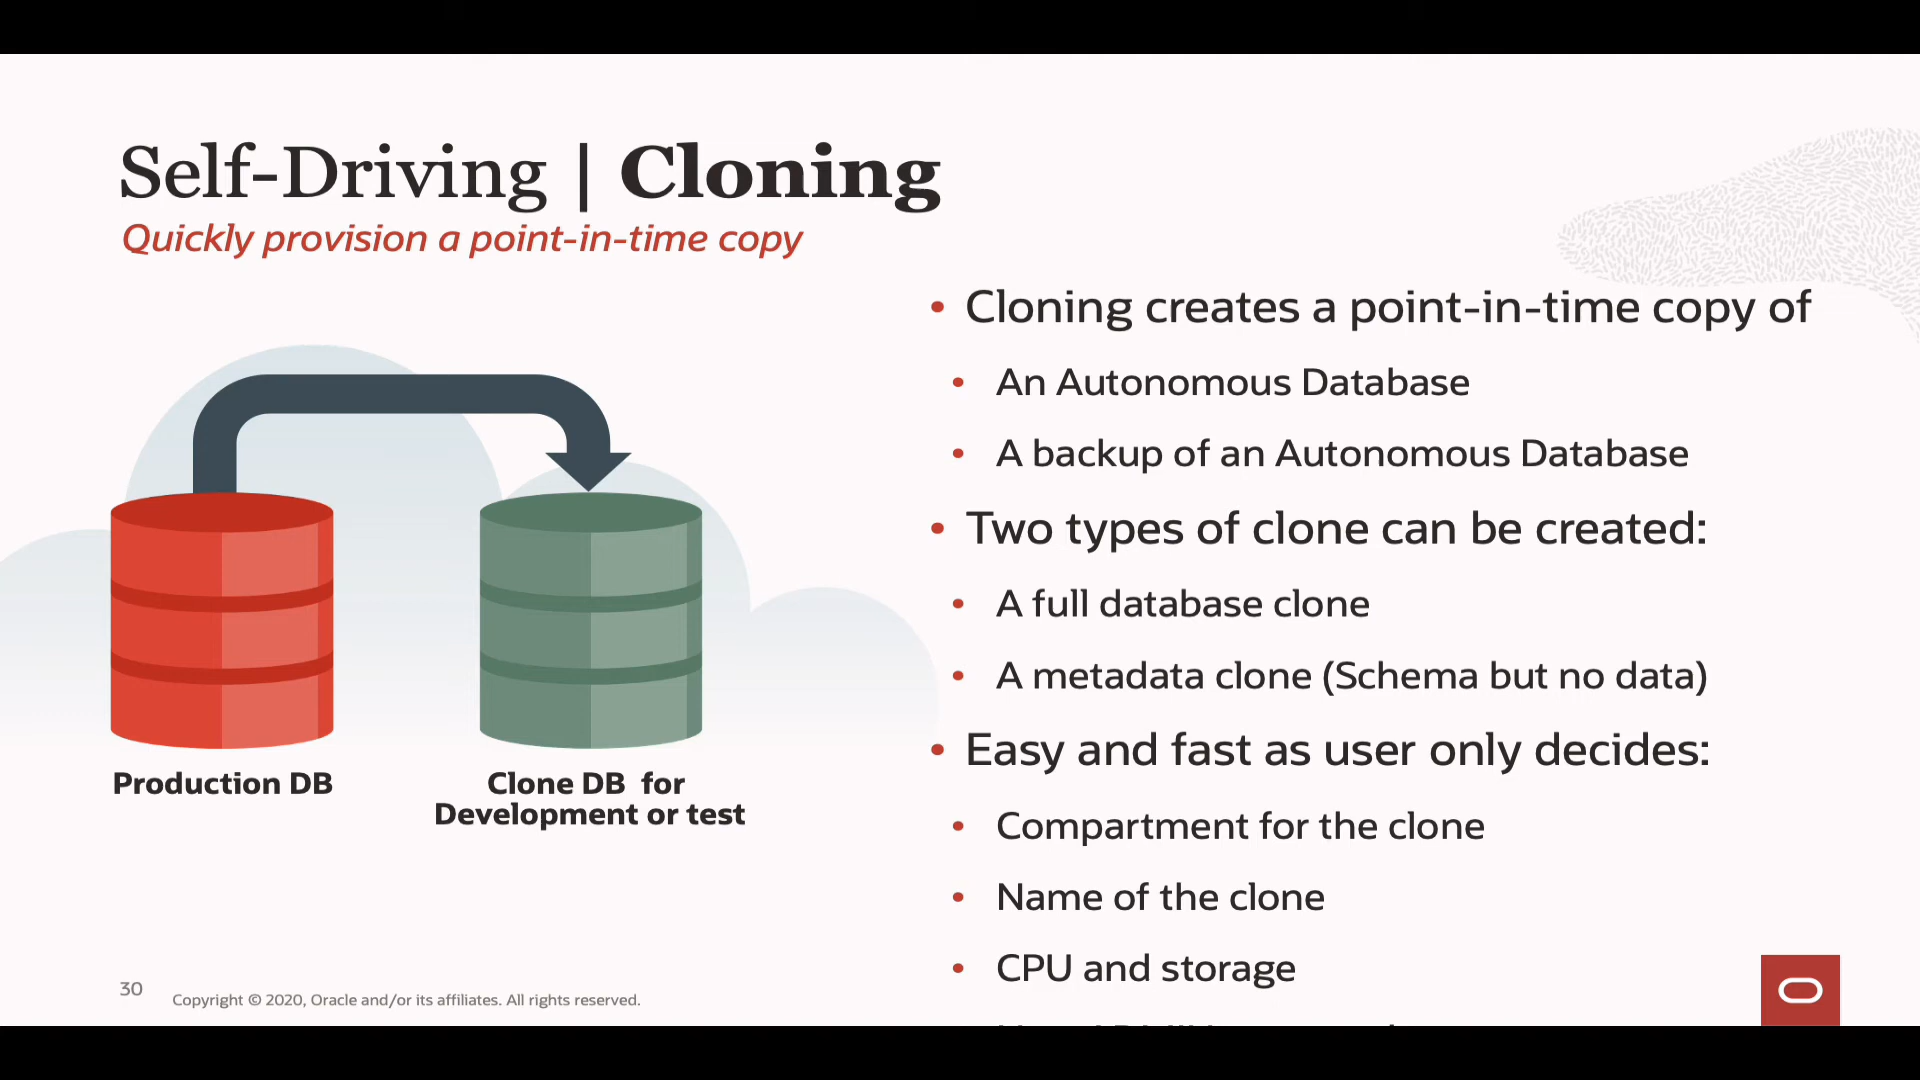 Self-Driving | Cloning
Quickly provision a point-in-time copy
• Cloning creates a point-in-time copy of
• An Autonomous Database
• A backup of an Autonomous Database
• Two types of clone can be created:
• A full database clone
• A metadata clone (Schema but no data)
• Easy and fast as user only decides:
• Compartment for the clone
• Name of the clone
• CPU and storage
Production DB
Clone DB for
Development or test
30
Copyright © 2020, Oracle and/or its affiliates. All rights reserved.